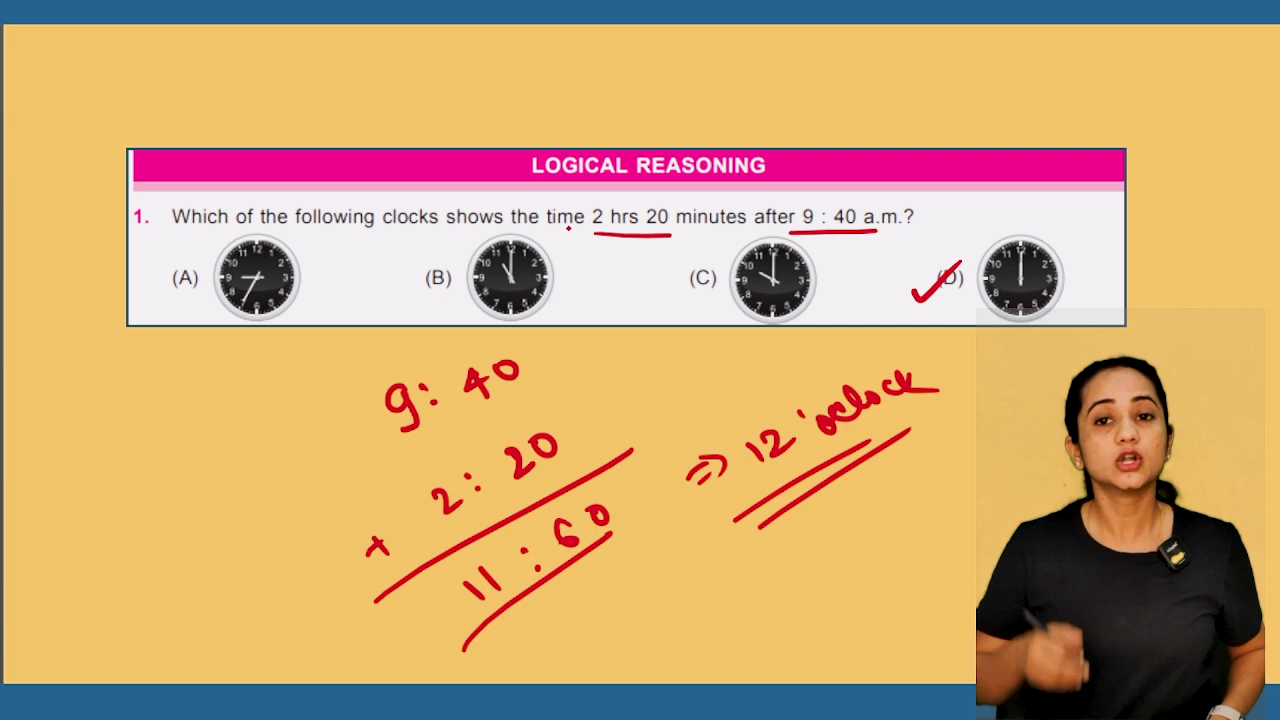 LOGICAL REASONING
1. Which of the following clocks shows the time 2 hrs 20 minutes after 9 : 40 a.m.?
(A) (B) (C) (D)
9: 40
+ 2: 20
11 : 60
⇒ 12 'oclock